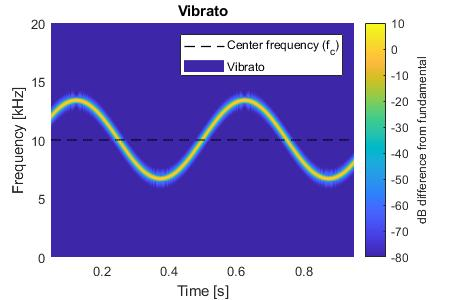 Vibrato
20
15
10
5
0
Frequency [kHz]
0.2 0.4 0.6 0.8
Time [s]
Center frequency (fc)
Vibrato
10
0
-10
-20
-30
-40
-50
-60
-70
-80
dB difference from fundamental